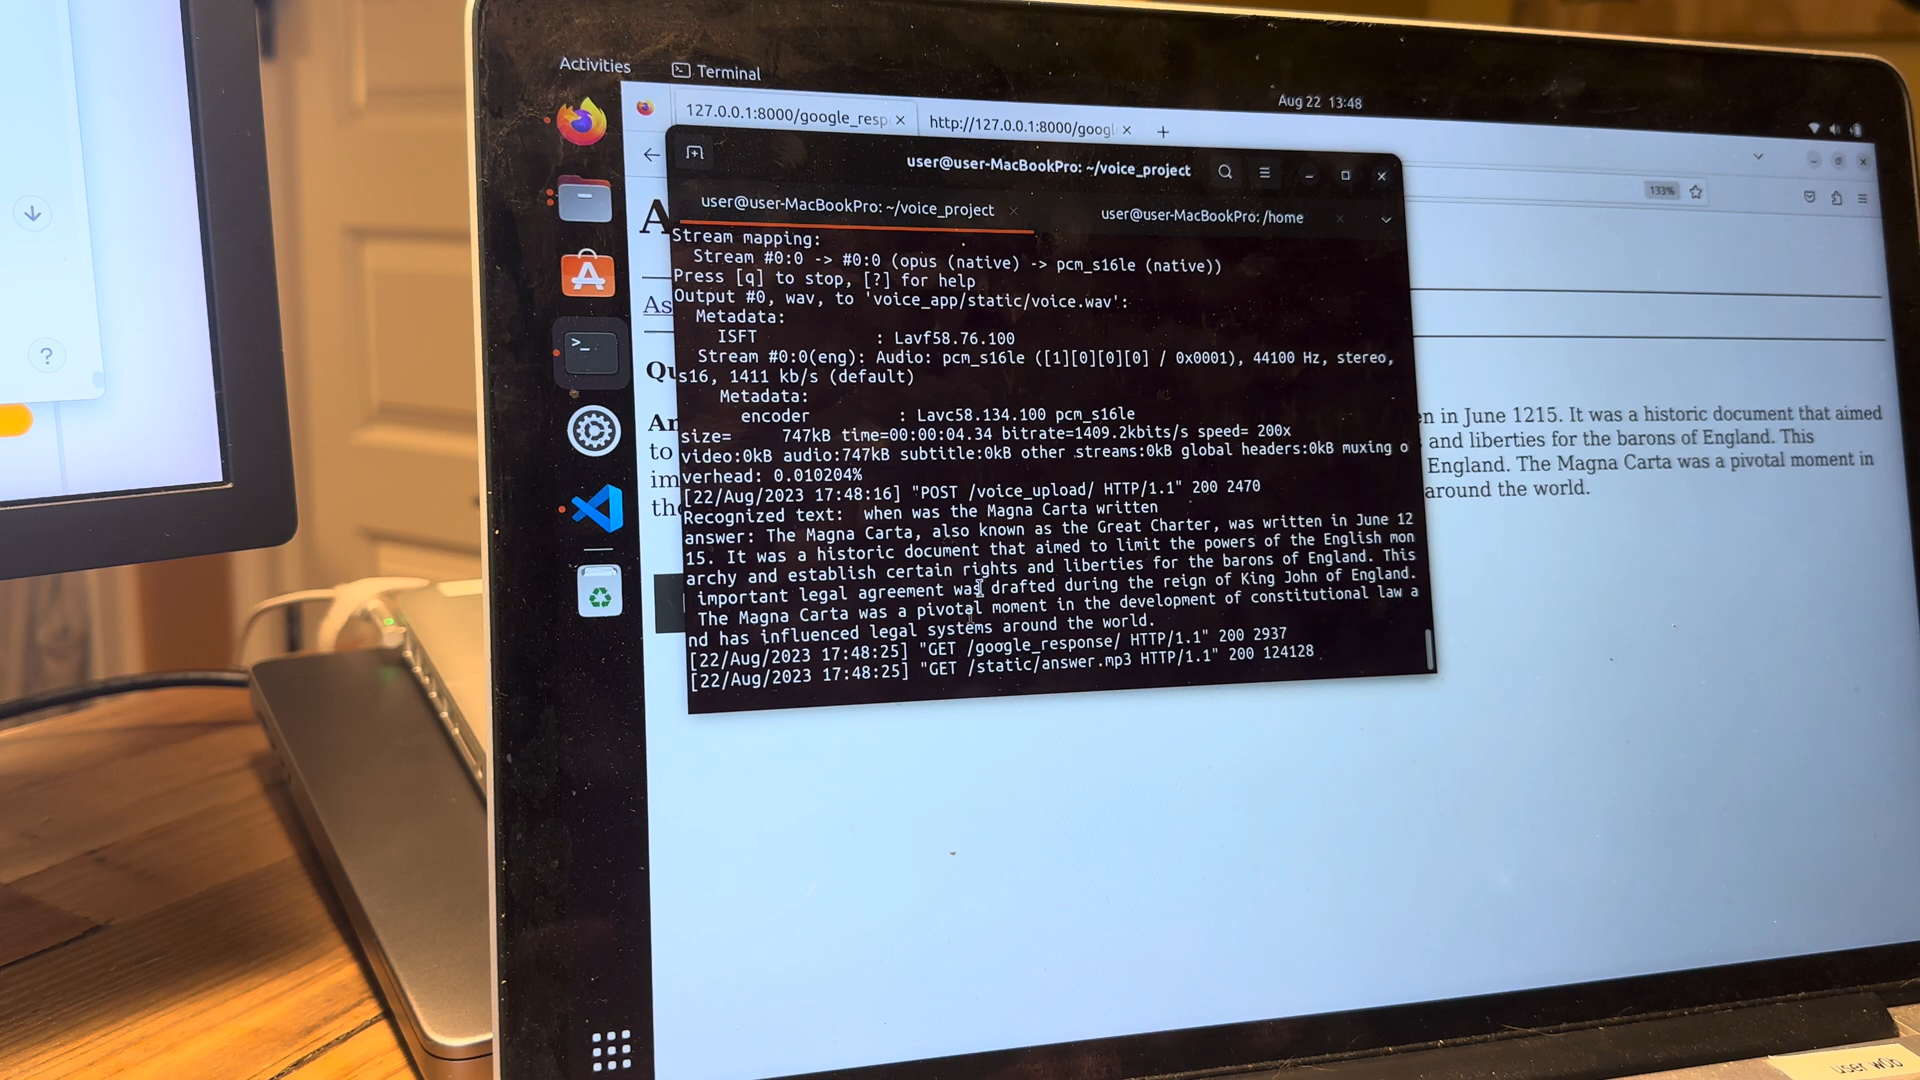 Activities
Terminal
Aug 22 13:48
127.0.0.1:8000/google_resp
http://127.0.0.1:8000/googl
user@user-MacBookPro: ~/voice_project
133%
user@user-MacBookPro: ~/voice_project
user@user-MacBookPro: /home
Stream mapping:
Stream #0:0 -> #0:0 (opus (native) -> pcm_s16le (native))
Press [q] to stop, [?] for help
Output #0, wav, to 'voice_app/static/voice.wav':
Metadata:
ISFT : Lavf58.76.100
Stream #0:0(eng): Audio: pcm_s16le ([1][0][0][0] / 0x0001), 44100 Hz, stereo,
s16, 1411 kb/s (default)
Metadata:
encoder : Lavc58.134.100 pcm_s16le
size= 747kB time=00:00:04.34 bitrate=1409.2kbits/s speed= 200x
video:0kB audio:747kB subtitle:0kB other streams:0kB global headers:0kB muxing o
verhead: 0.010204%
[22/Aug/2023 17:48:16] "POST /voice_upload/ HTTP/1.1" 200 2470
Recognized text: when was the Magna Carta written
answer: The Magna Carta, also known as the Great Charter, was written in June 12
15. It was a historic document that aimed to limit the powers of the English mon
archy and establish certain rights and liberties for the barons of England. This
important legal agreement was drafted during the reign of King John of England.
The Magna Carta was a pivotal moment in the development of constitutional law a
nd has influenced legal systems around the world.
[22/Aug/2023 17:48:25] "GET /google_response/ HTTP/1.1" 200 2937
[22/Aug/2023 17:48:25] "GET /static/answer.mp3 HTTP/1.1" 200 124128
A
As
Qu
An
to
im
the
n in June 1215. It was a historic document that aimed
and liberties for the barons of England. This
England. The Magna Carta was a pivotal moment in
around the world.